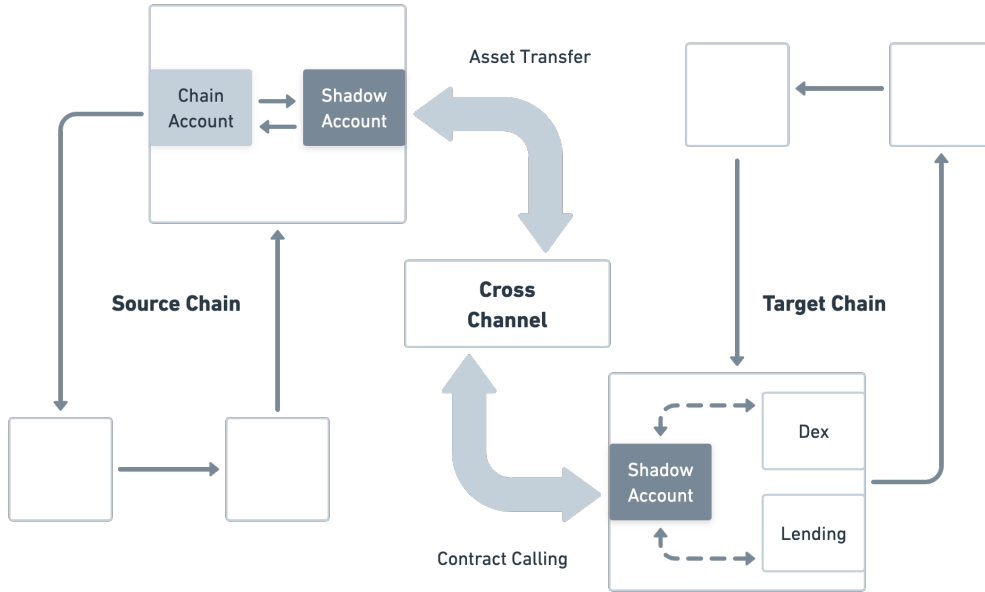 Asset Transfer
Chain
Account
Shadow
Account
Source Chain
Cross
Channel
Target Chain
Shadow
Account
Dex
Lending
Contract Calling